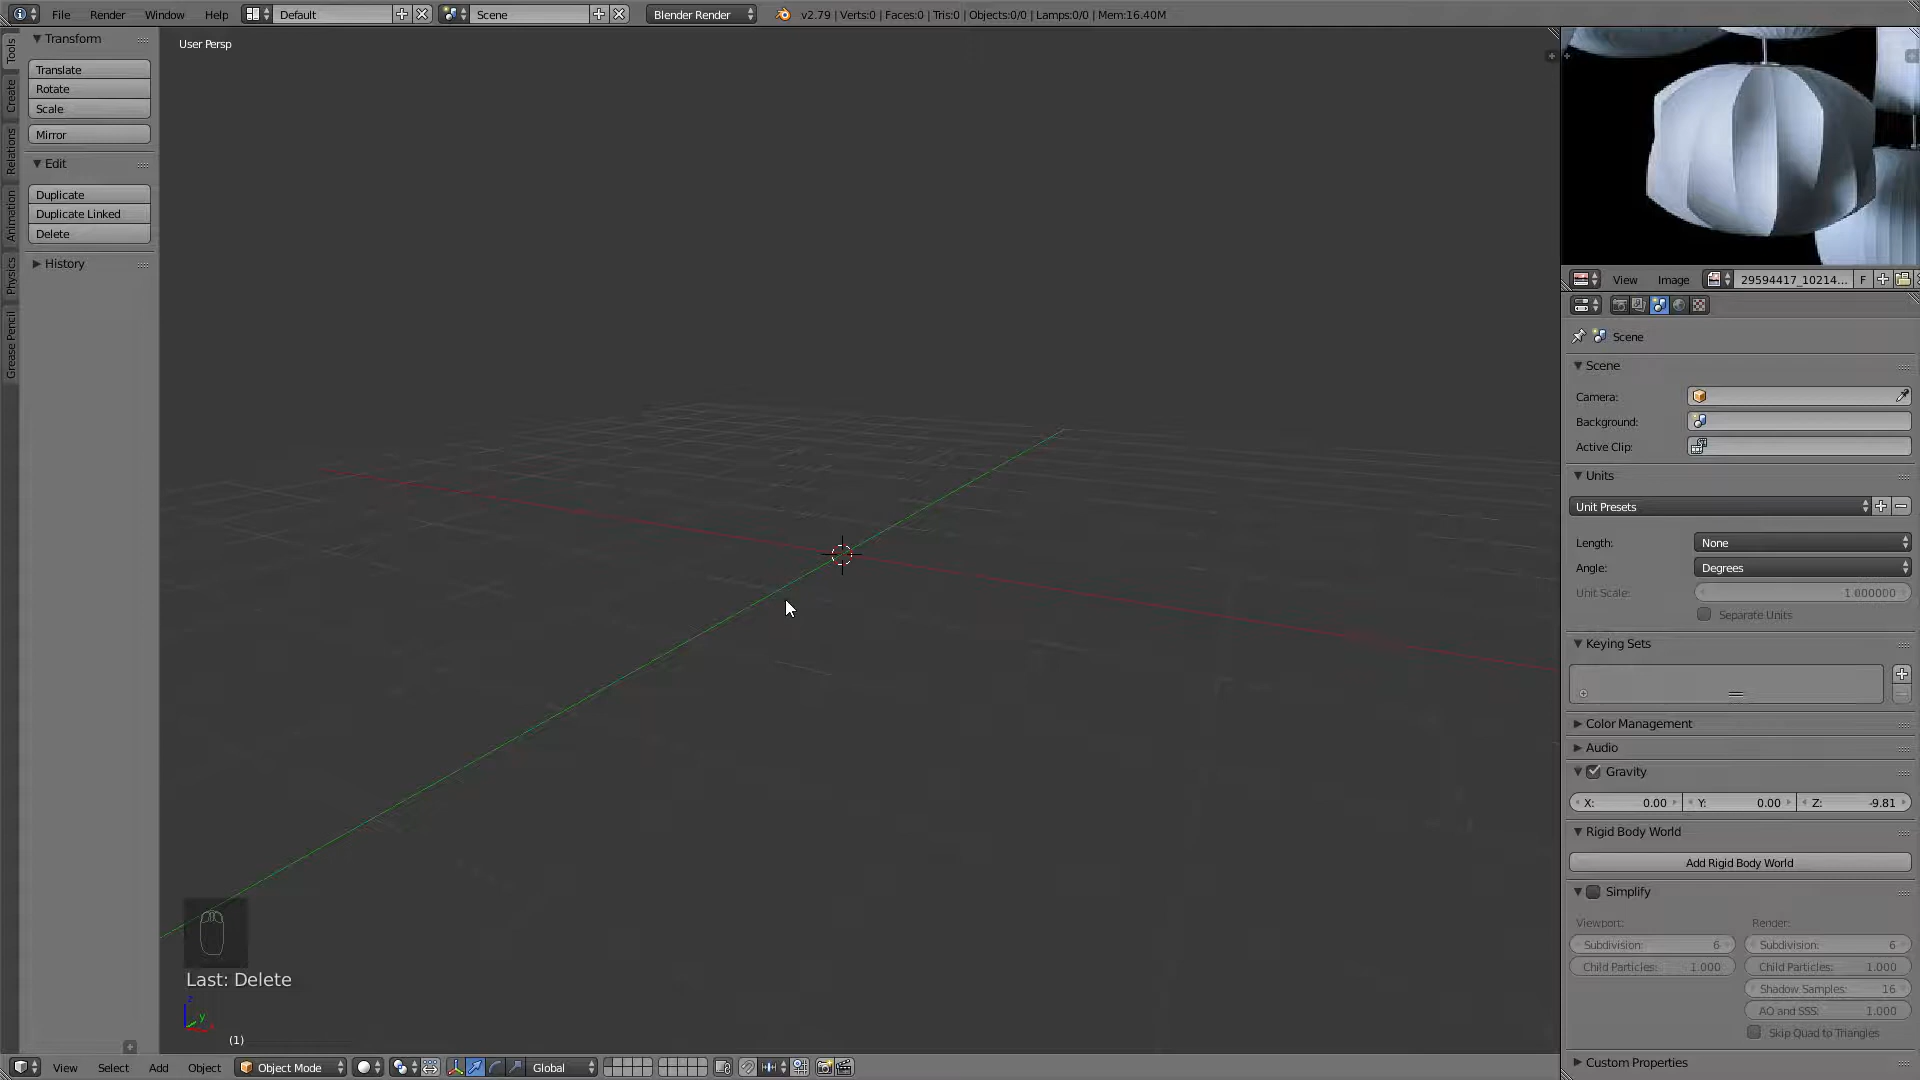 File Render Window Help Default Scene Blender Render v2.79 | Verts:0 | Faces:0 | Tris:0 | Objects:0/0 | Lamps:0/0 | Mem:16.40M
Tools
Create
Relations
Animation
Physics
Grease Pencil
Transform
Translate
Rotate
Scale
Mirror
Edit
Duplicate
Duplicate Linked
Delete
History
User Persp
Last: Delete
z
y
x
(1)
View Select Add Object Object Mode Global
View Image 29594417_10214... F
Scene
Scene
Camera:
Background:
Active Clip:
Units
Unit Presets
Length: None
Angle: Degrees
Unit Scale: 1.000000
Separate Units
Keying Sets
Color Management
Audio
Gravity
X: 0.00 Y: 0.00 Z: -9.81
Rigid Body World
Add Rigid Body World
Simplify
Viewport: Render:
Subdivision: 6 Subdivision: 6
Child Particles: 1.000 Child Particles: 1.000
Shadow Samples: 16
AO and SSS: 1.000
Skip Quad to Triangles
Custom Properties